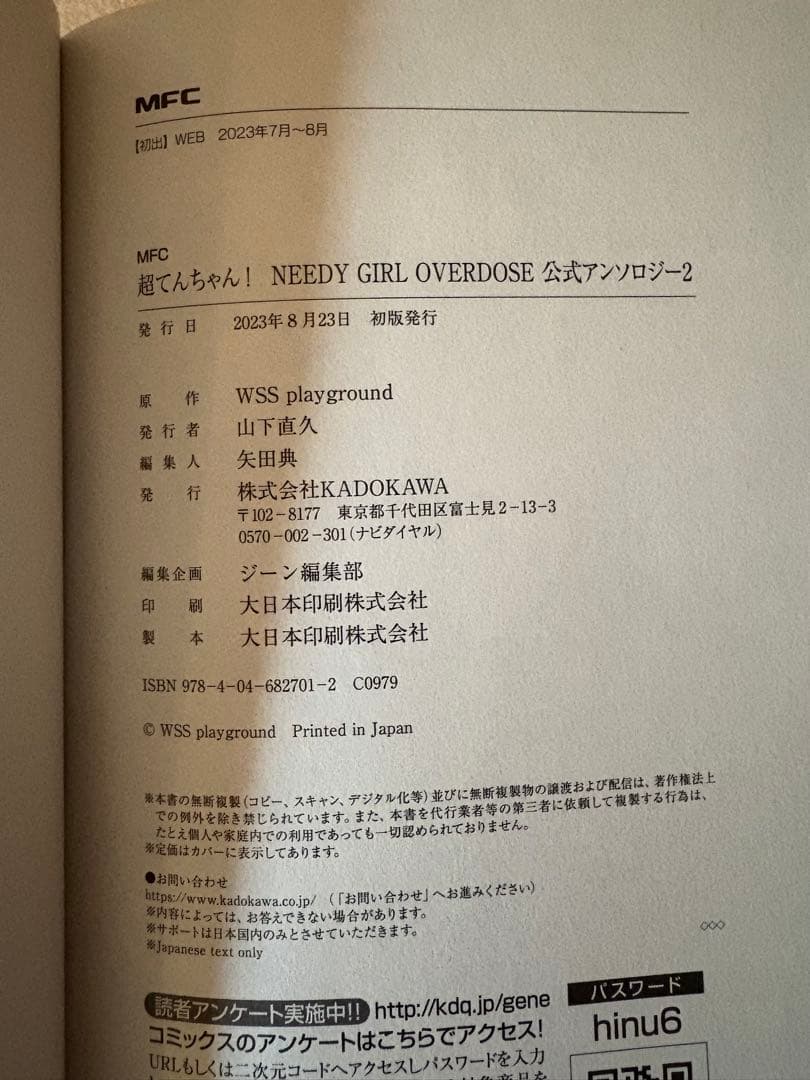 MFC
【初出】WEB 2023年7月～8月
MFC
超てんちゃん！ NEEDY GIRL OVERDOSE 公式アンソロジー2
発行日 2023年8月23日 初版発行
原作 WSS playground
発行者 山下直久
編集人 矢田典
発行 株式会社KADOKAWA
〒102-8177 東京都千代田区富士見2-13-3
0570-002-301（ナビダイヤル）
編集企画 ジーン編集部
印刷 大日本印刷株式会社
製本 大日本印刷株式会社
ISBN 978-4-04-682701-2 C0979
© WSS playground Printed in Japan
※本書の無断複製（コピー、スキャン、デジタル化等）並びに無断複製物の譲渡および配信は、著作権法上
での例外を除き禁じられています。また、本書を代行業者等の第三者に依頼して複製する行為は、
たとえ個人や家庭内での利用であっても一切認められておりません。
※定価はカバーに表示してあります。
●お問い合わせ
https://www.kadokawa.co.jp/ （「お問い合わせ」へお進みください）
※内容によっては、お答えできない場合があります。
※サポートは日本国内のみとさせていただきます。
※Japanese text only
◇◇◇
読者アンケート実施中!! http://kdq.jp/gene
コミックスのアンケートはこちらでアクセス！
URLもしくは二次元コードへアクセスしパスワードを入力
パスワード
hinu6